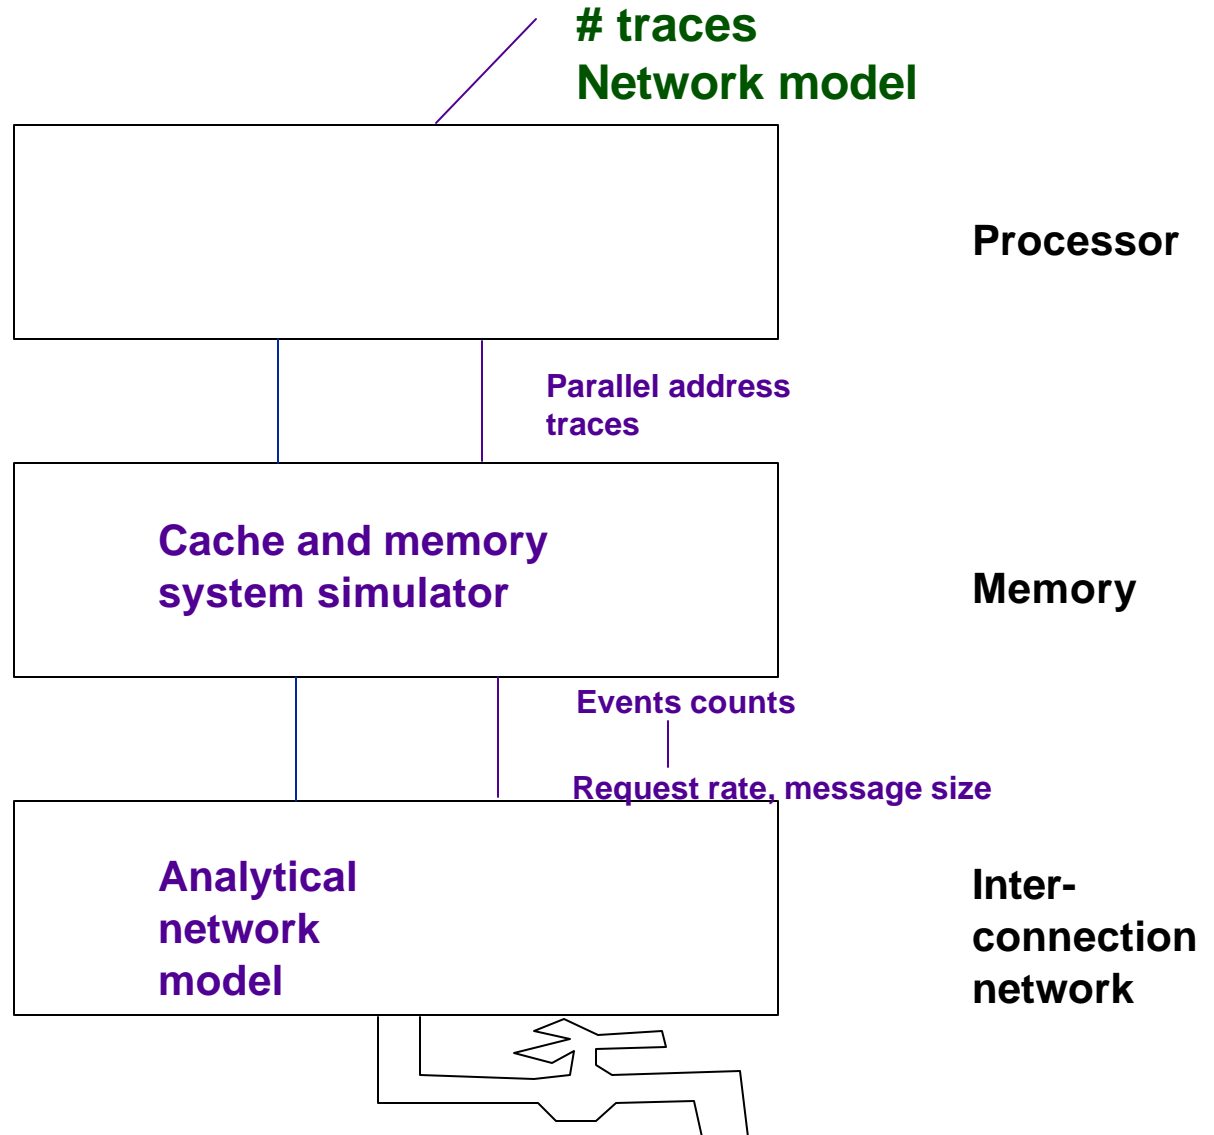 # traces
Network model
Processor
Parallel address
traces
Cache and memory
system simulator
Memory
Events counts
Request rate, message size
Analytical
network
model
Inter-
connection
network